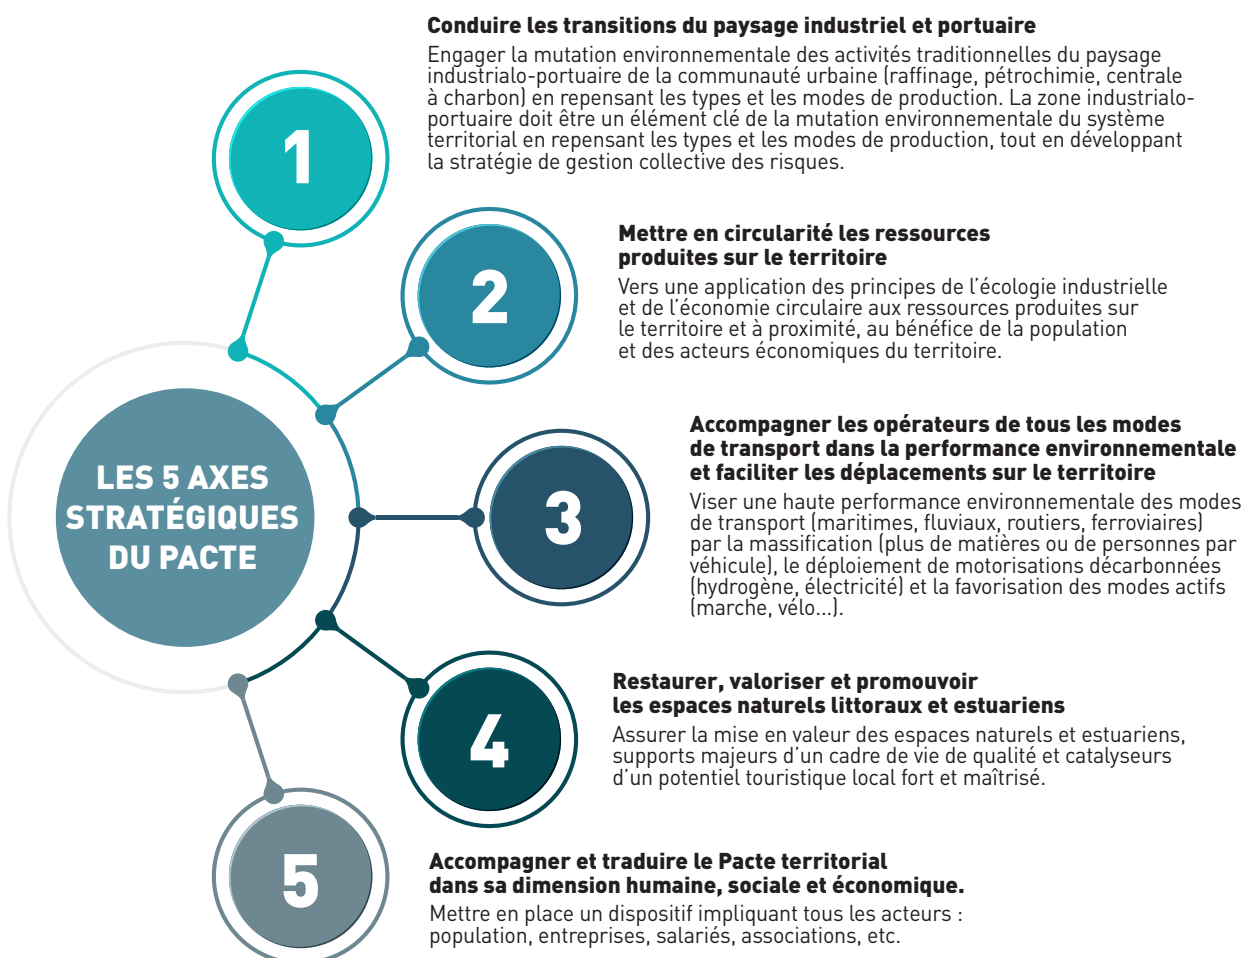 Conduire les transitions du paysage industriel et portuaire
Engager la mutation environnementale des activités traditionnelles du paysage
industrialo-portuaire de la communauté urbaine (raffinage, pétrochimie, centrale
à charbon) en repensant les types et les modes de production. La zone industrialo-
portuaire doit être un élément clé de la mutation environnementale du système
territorial en repensant les types et les modes de production, tout en développant
la stratégie de gestion collective des risques.
1
Mettre en circularité les ressources
produites sur le territoire
Vers une application des principes de l’écologie industrielle
et de l’économie circulaire aux ressources produites sur
le territoire et à proximité, au bénéfice de la population
et des acteurs économiques du territoire.
2
LES 5 AXES
STRATÉGIQUES
DU PACTE
Accompagner les opérateurs de tous les modes
de transport dans la performance environnementale
et faciliter les déplacements sur le territoire
Viser une haute performance environnementale des modes
de transport (maritimes, fluviaux, routiers, ferroviaires)
par la massification (plus de matières ou de personnes par
véhicule), le déploiement de motorisations décarbonnées
(hydrogène, électricité) et la favorisation des modes actifs
(marche, vélo...).
3
Restaurer, valoriser et promouvoir
les espaces naturels littoraux et estuariens
Assurer la mise en valeur des espaces naturels et estuariens,
supports majeurs d’un cadre de vie de qualité et catalyseurs
d’un potentiel touristique local fort et maîtrisé.
4
Accompagner et traduire le Pacte territorial
dans sa dimension humaine, sociale et économique.
Mettre en place un dispositif impliquant tous les acteurs :
population, entreprises, salariés, associations, etc.
5